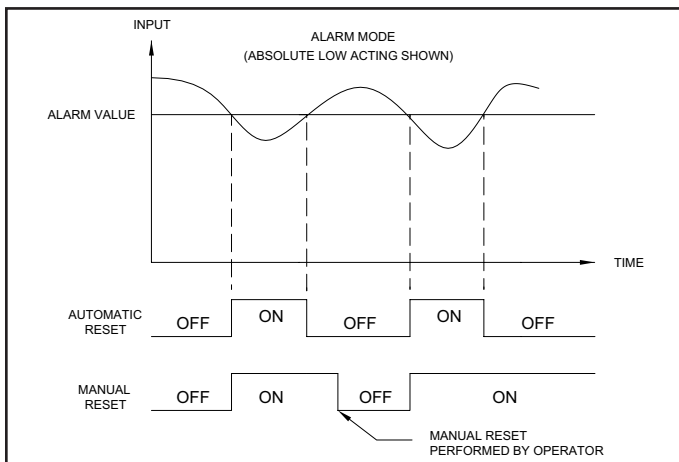 INPUT
ALARM MODE
(ABSOLUTE LOW ACTING SHOWN)
ALARM VALUE
TIME
AUTOMATIC
RESET
OFF
ON
OFF
ON
OFF
MANUAL
RESET
OFF
ON
OFF
ON
MANUAL RESET
PERFORMED BY OPERATOR